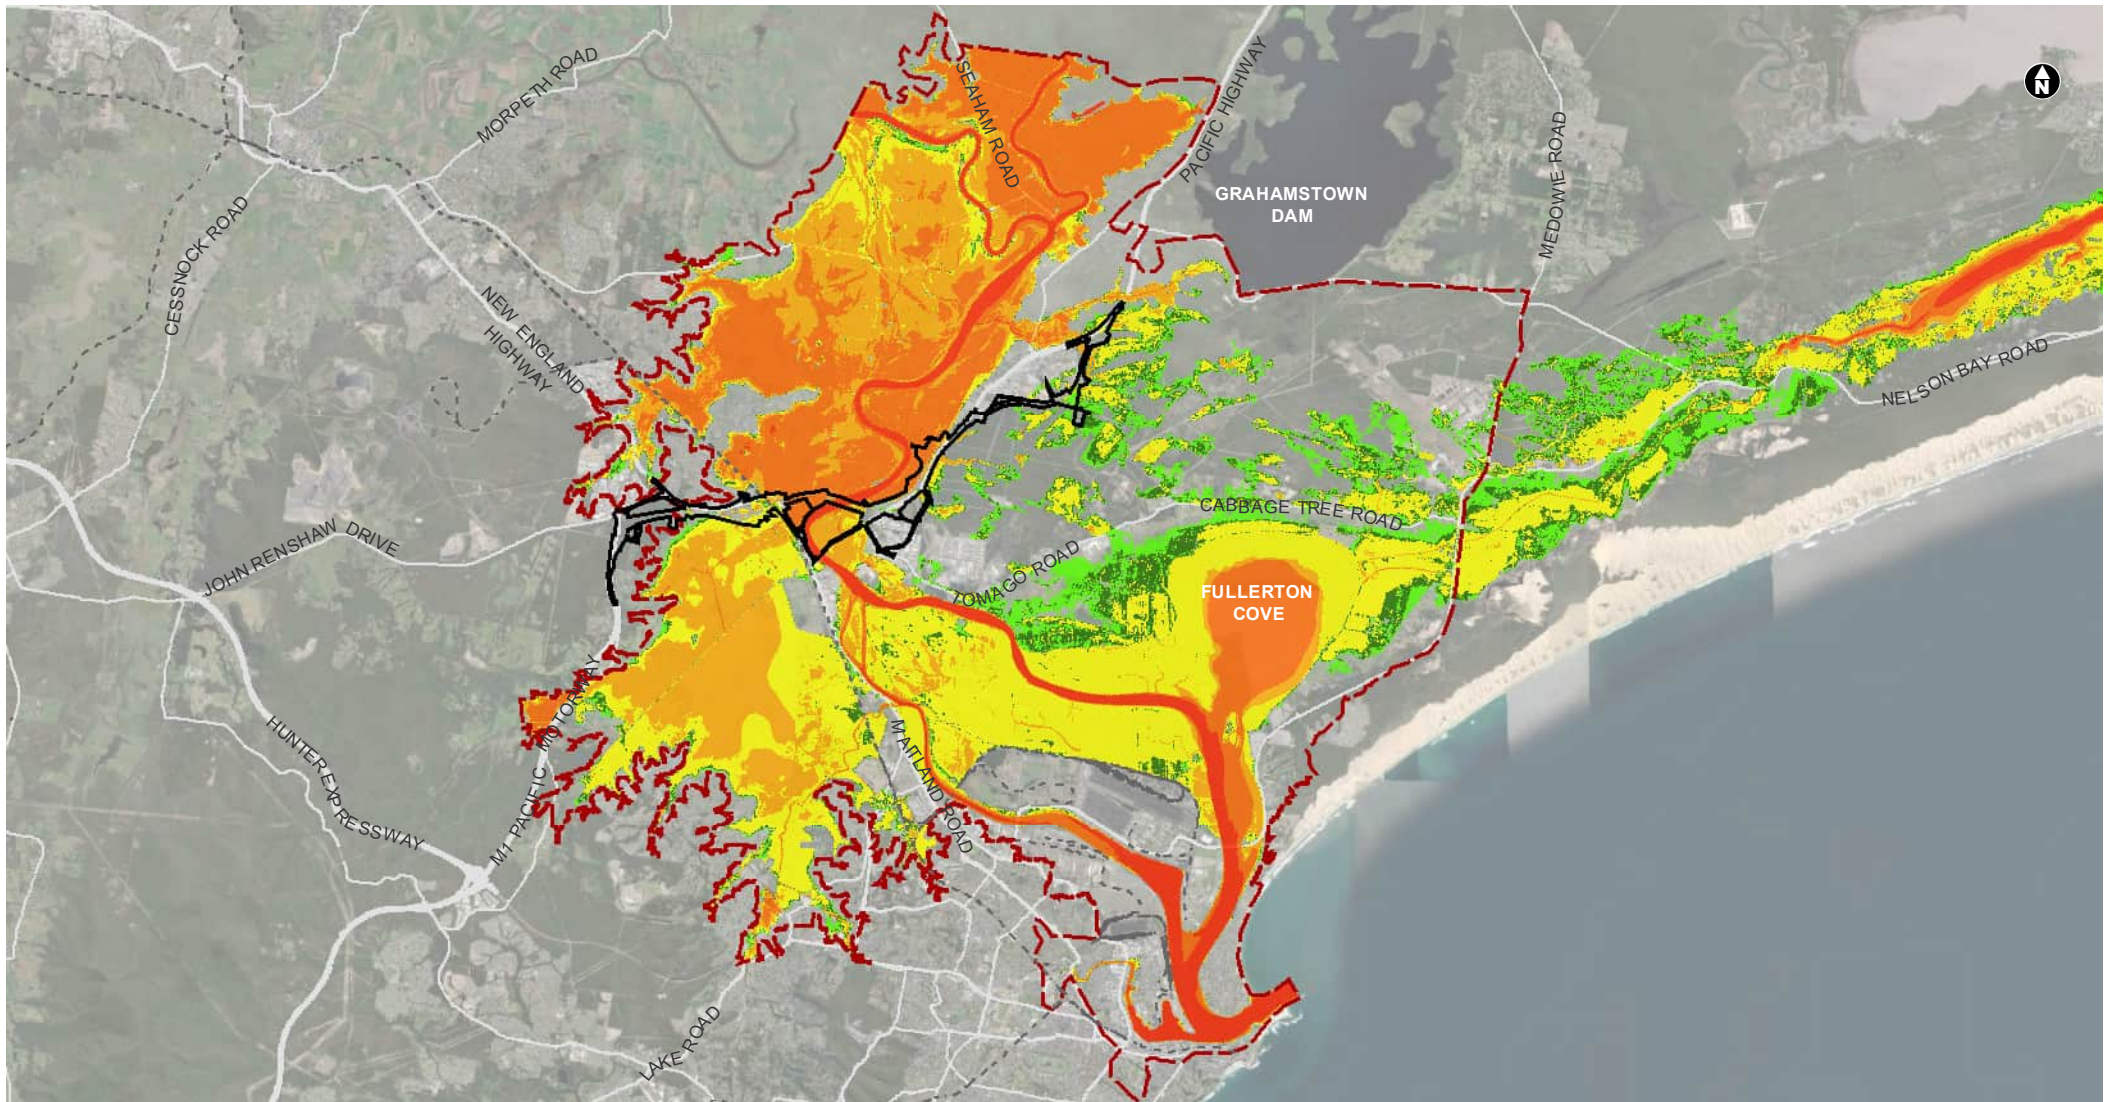 MORPETH ROAD
SEAHAM ROAD
PACIFIC HIGHWAY
N
GRAHAMSTOWN
DAM
MEDOWIE ROAD
CESSNOCK ROAD
NEW ENGLAND
HIGHWAY
NELSON BAY ROAD
CABBAGE TREE ROAD
JOHN RENSHAW DRIVE
TOMAGO ROAD
FULLERTON
COVE
M1 PACIFIC MOTORWAY
HUNTER EXPRESSWAY
MAITLAND ROAD
LAKE ROAD